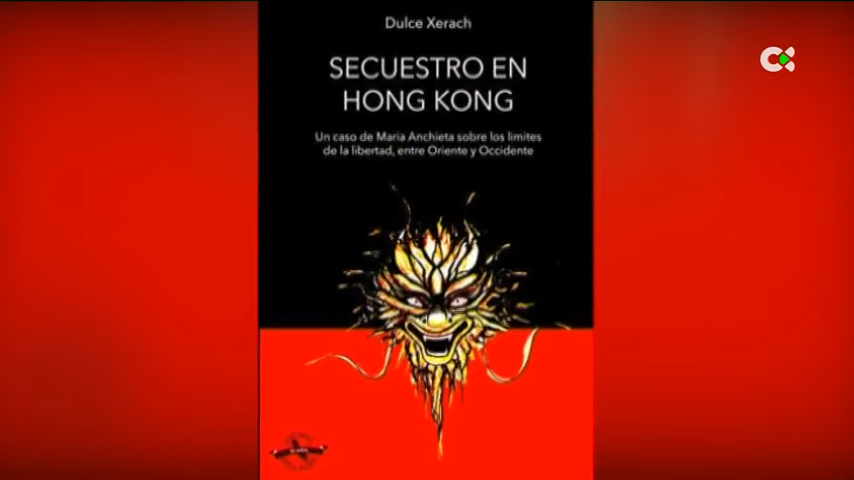 Dulce Xerach
SECUESTRO EN
HONG KONG
Un caso de María Anchieta sobre los límites
de la libertad, entre Oriente y Occidente